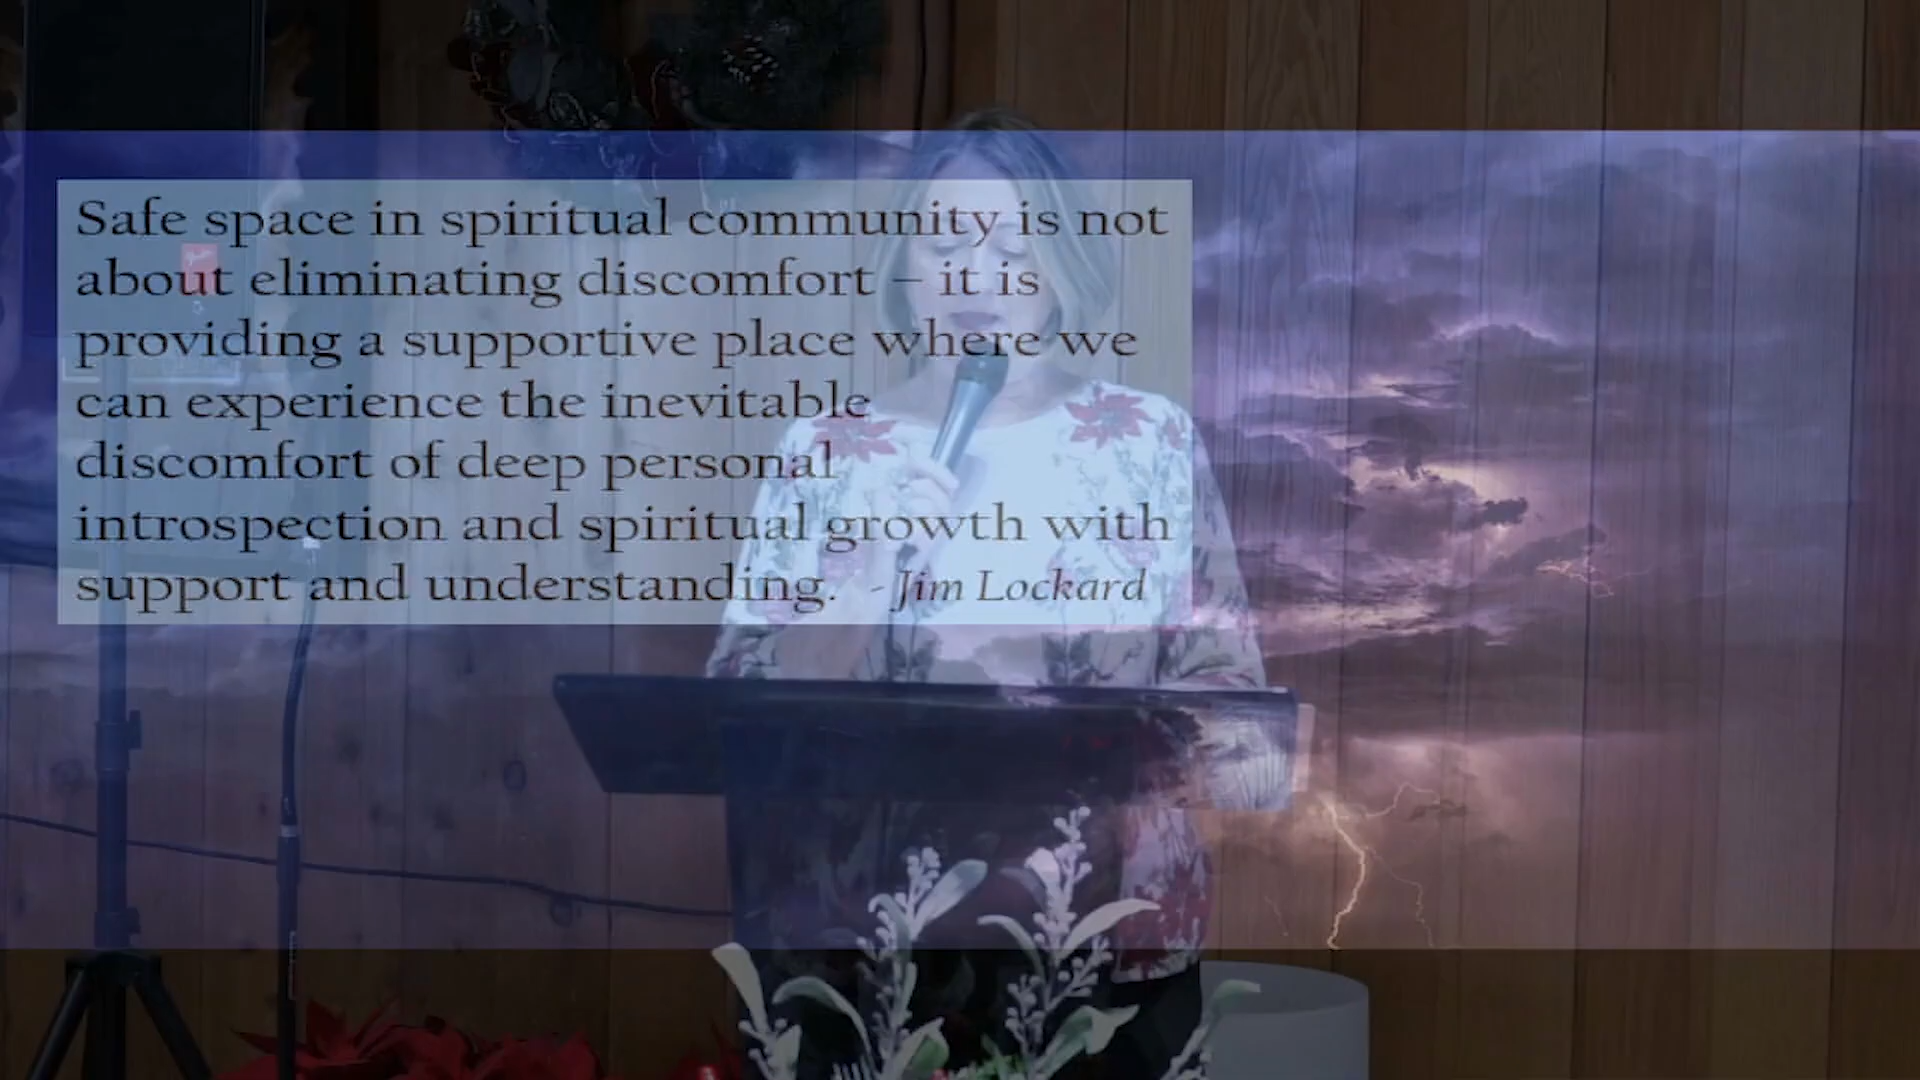 Safe space in spiritual community is not
about eliminating discomfort – it is
providing a supportive place where we
can experience the inevitable
discomfort of deep personal
introspection and spiritual growth with
support and understanding. - Jim Lockard